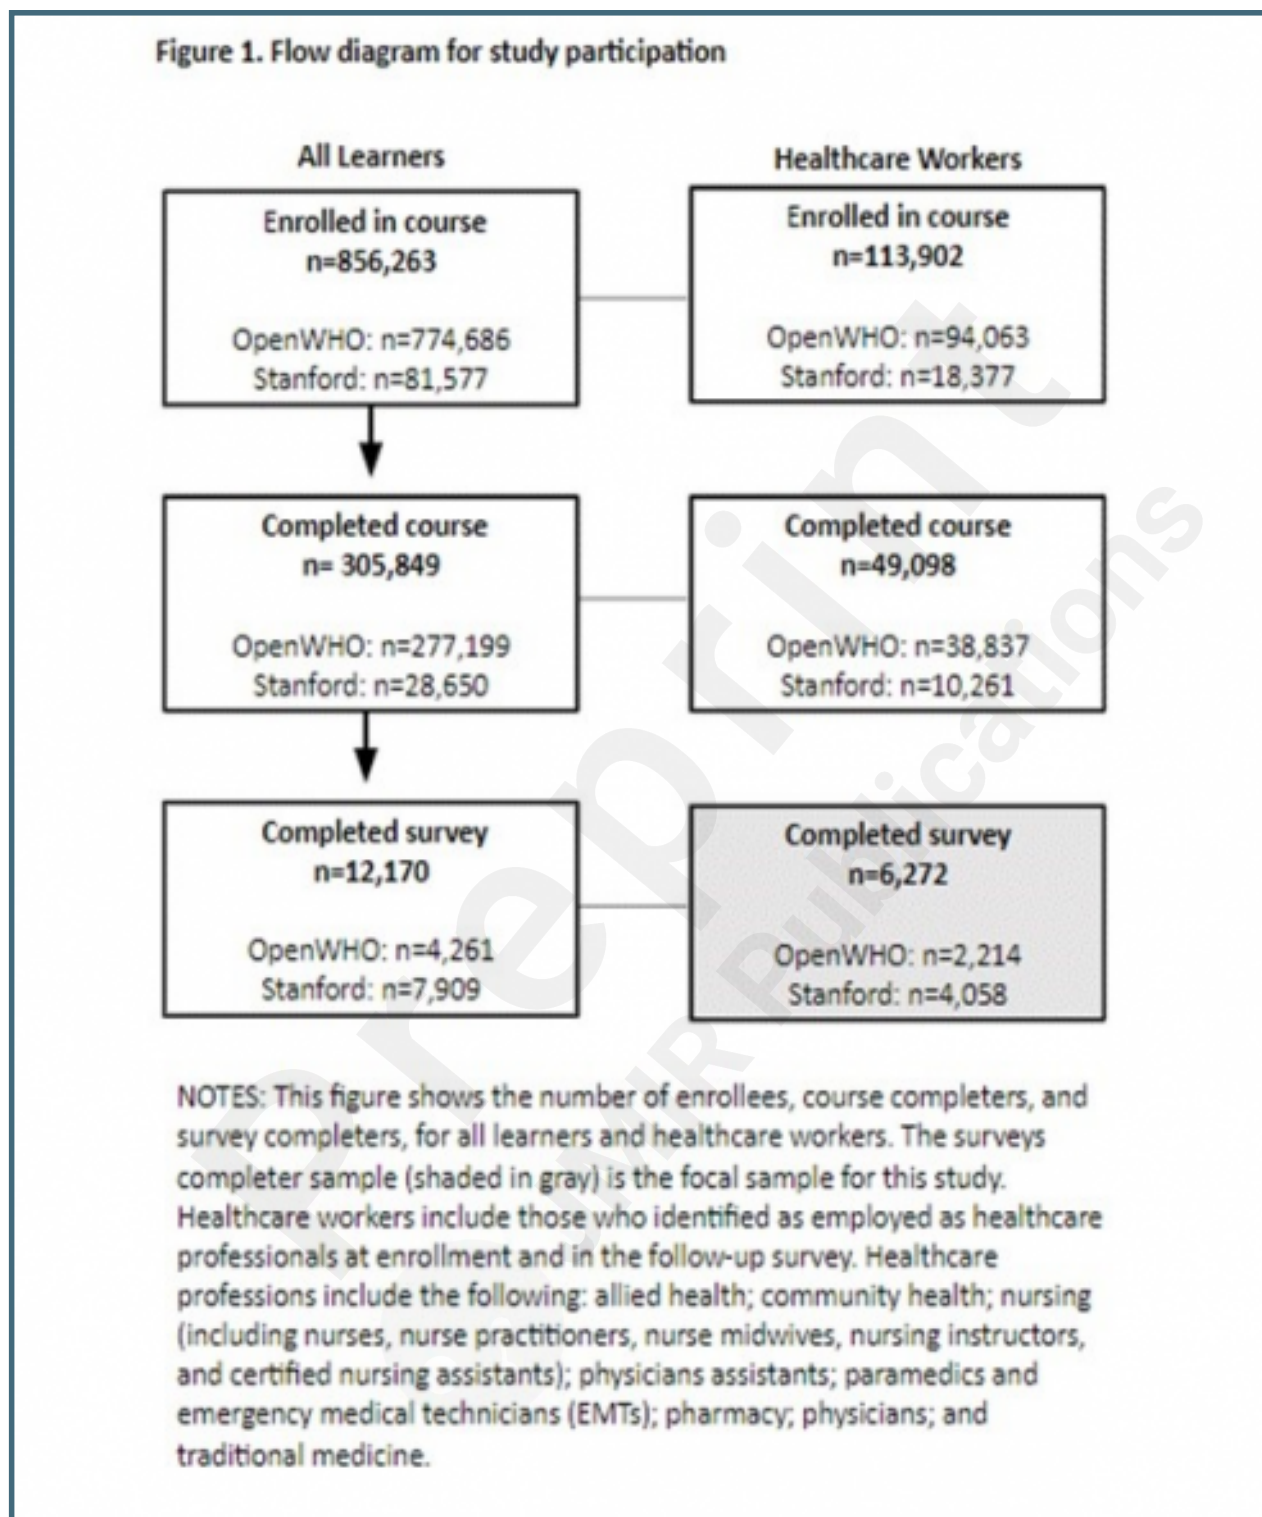 Figure 1. Flow diagram for study participation
All Learners
Healthcare Workers
Enrolled in course
n=856,263
OpenWHO: n=774,686
Stanford: n=81,577
Enrolled in course
n=113,902
OpenWHO: n=94,063
Stanford: n=18,377
Completed course
n= 305,849
OpenWHO: n=277,199
Stanford: n=28,650
Completed course
n=49,098
OpenWHO: n=38,837
Stanford: n=10,261
Completed survey
n=12,170
OpenWHO: n=4,261
Stanford: n=7,909
Completed survey
n=6,272
OpenWHO: n=2,214
Stanford: n=4,058
NOTES: This figure shows the number of enrollees, course completers, and
survey completers, for all learners and healthcare workers. The surveys
completer sample (shaded in gray) is the focal sample for this study.
Healthcare workers include those who identified as employed as healthcare
professionals at enrollment and in the follow-up survey. Healthcare
professions include the following: allied health; community health; nursing
(including nurses, nurse practitioners, nurse midwives, nursing instructors,
and certified nursing assistants); physicians assistants; paramedics and
emergency medical technicians (EMTs); pharmacy; physicians; and
traditional medicine.
Preprint
© JMIR Publications